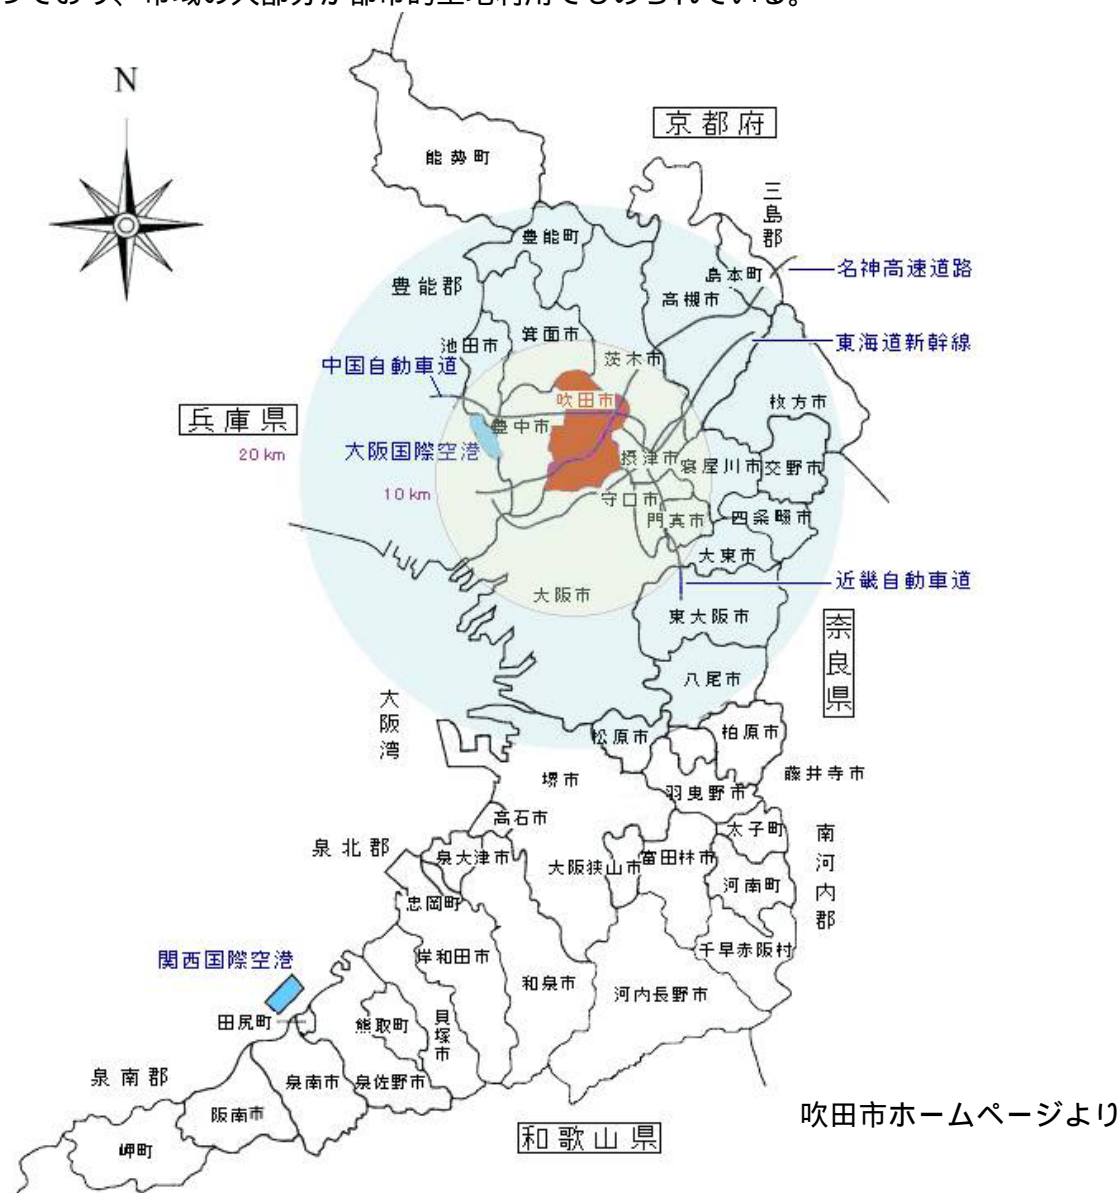 っており、市域の大部分が都市的土地利用でしめられている。
N
京都府
能勢町
三島郡
豊能町
島本町
名神高速道路
豊能郡
高槻市
箕面市
池田市
東海道新幹線
茨木市
中国自動車道
吹田市
枚方市
兵庫県
豊中市
大阪国際空港
20 km
摂津市
寝屋川市
交野市
10 km
守口市
門真市
四条畷市
大東市
近畿自動車道
大阪市
東大阪市
奈良県
八尾市
大阪湾
松原市
柏原市
藤井寺市
堺市
羽曳野市
高石市
太子町
南河内郡
泉北郡
泉大津市
大阪狭山市
富田林市
河南町
忠岡町
千早赤阪村
岸和田市
関西国際空港
和泉市
河内長野市
田尻町
熊取町
貝塚市
泉南郡
泉南市
泉佐野市
阪南市
吹田市ホームページより
和歌山県
岬町